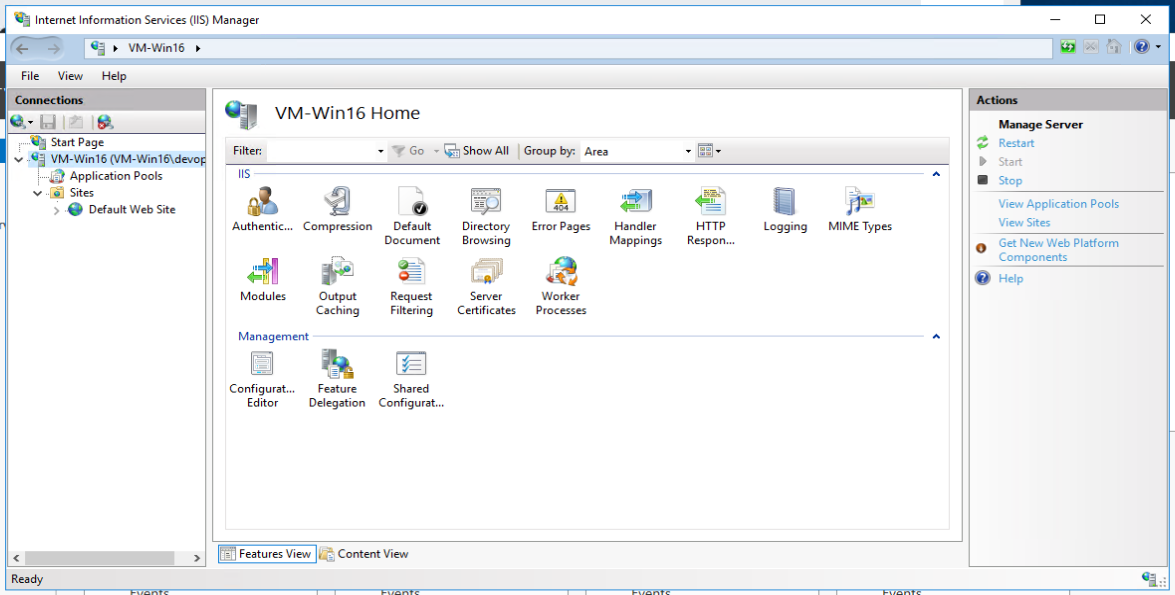 Internet Information Services (IIS) Manager
VM-Win16
File View Help
Connections
Start Page
VM-Win16 (VM-Win16\devop
Application Pools
Sites
Default Web Site
VM-Win16 Home
Filter: Go Show All Group by: Area
IIS
Authentic... Compression Default Document Directory Browsing Error Pages Handler Mappings HTTP Respon... Logging MIME Types
404
Modules Output Caching Request Filtering Server Certificates Worker Processes
Management
Configurat... Editor Feature Delegation Shared Configurat...
Features View Content View
Actions
Manage Server
Restart
Start
Stop
View Application Pools
View Sites
Get New Web Platform
Components
Help
Ready
Events Events Events Events